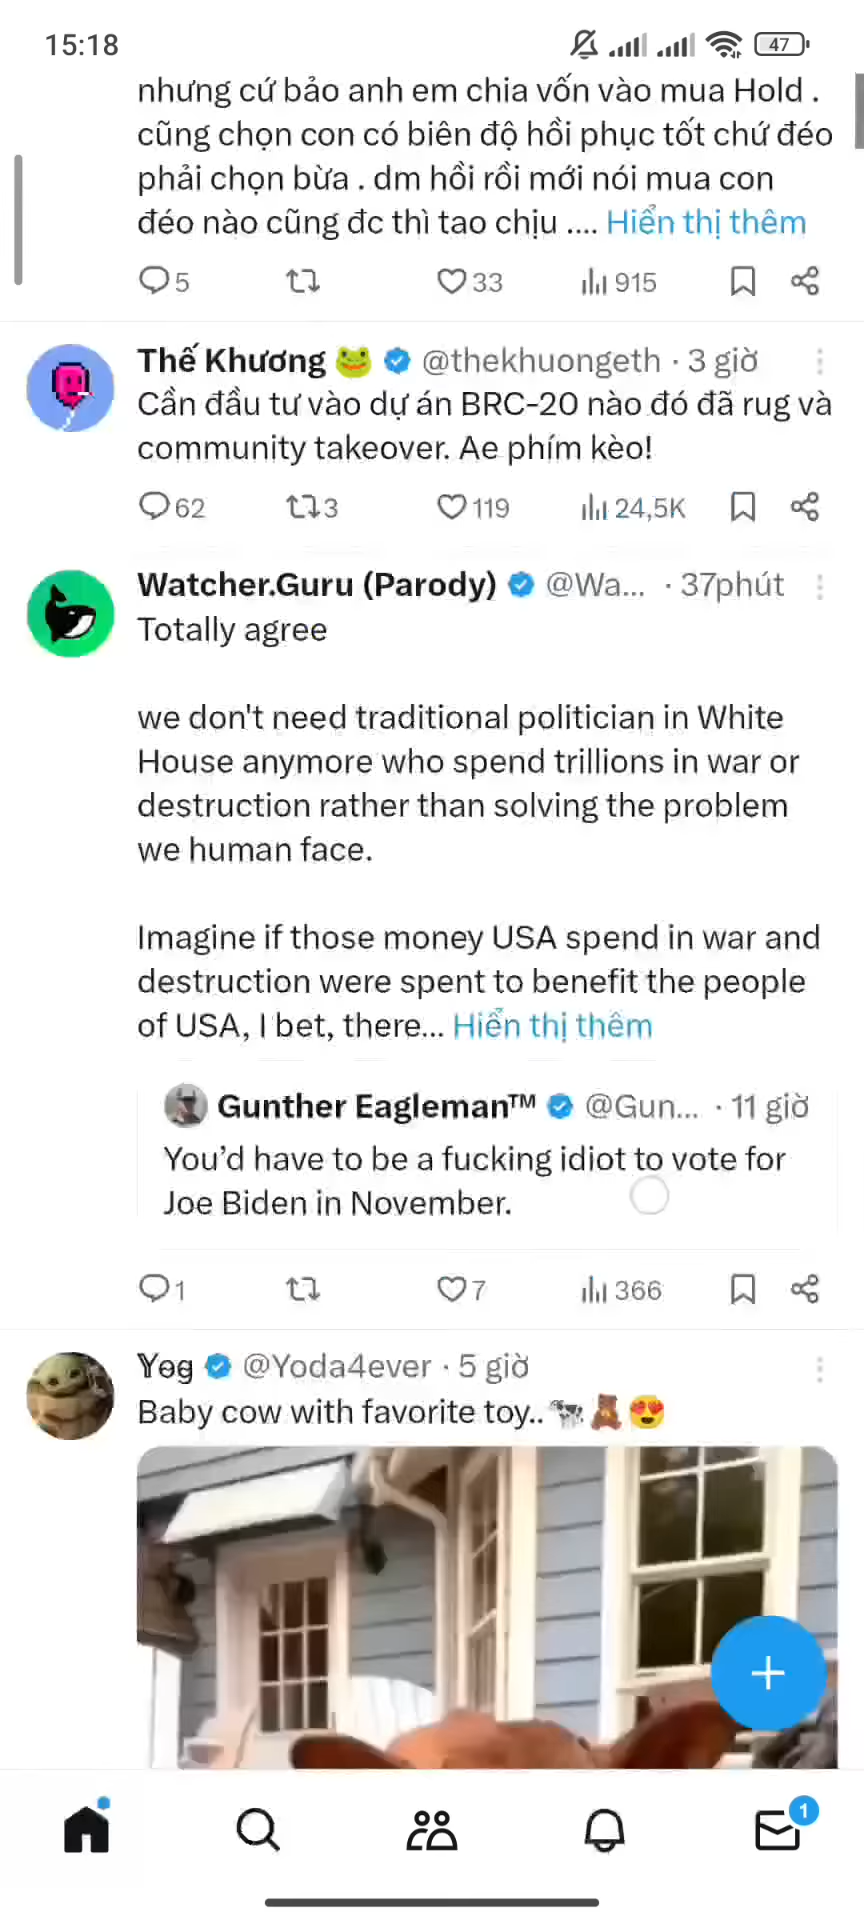 15:18
47
nhưng cứ bảo anh em chia vốn vào mua Hold .
cũng chọn con có biên độ hồi phục tốt chứ đéo
phải chọn bừa . dm hồi rồi mới nói mua con
đéo nào cũng đc thì tao chịu .... Hiển thị thêm
5 33 915
Thế Khương 🐸 @thekhuongeth · 3 giờ
Cần đầu tư vào dự án BRC-20 nào đó đã rug và
community takeover. Ae phím kèo!
62 3 119 24,5K
Watcher.Guru (Parody) @Wa... · 37phút
Totally agree
we don't need traditional politician in White
House anymore who spend trillions in war or
destruction rather than solving the problem
we human face.
Imagine if those money USA spend in war and
destruction were spent to benefit the people
of USA, I bet, there... Hiển thị thêm
Gunther Eagleman™ @Gun... · 11 giờ
You’d have to be a fucking idiot to vote for
Joe Biden in November.
1 7 366
Yog @Yoda4ever · 5 giờ
Baby cow with favorite toy..🐄🧸😍
1